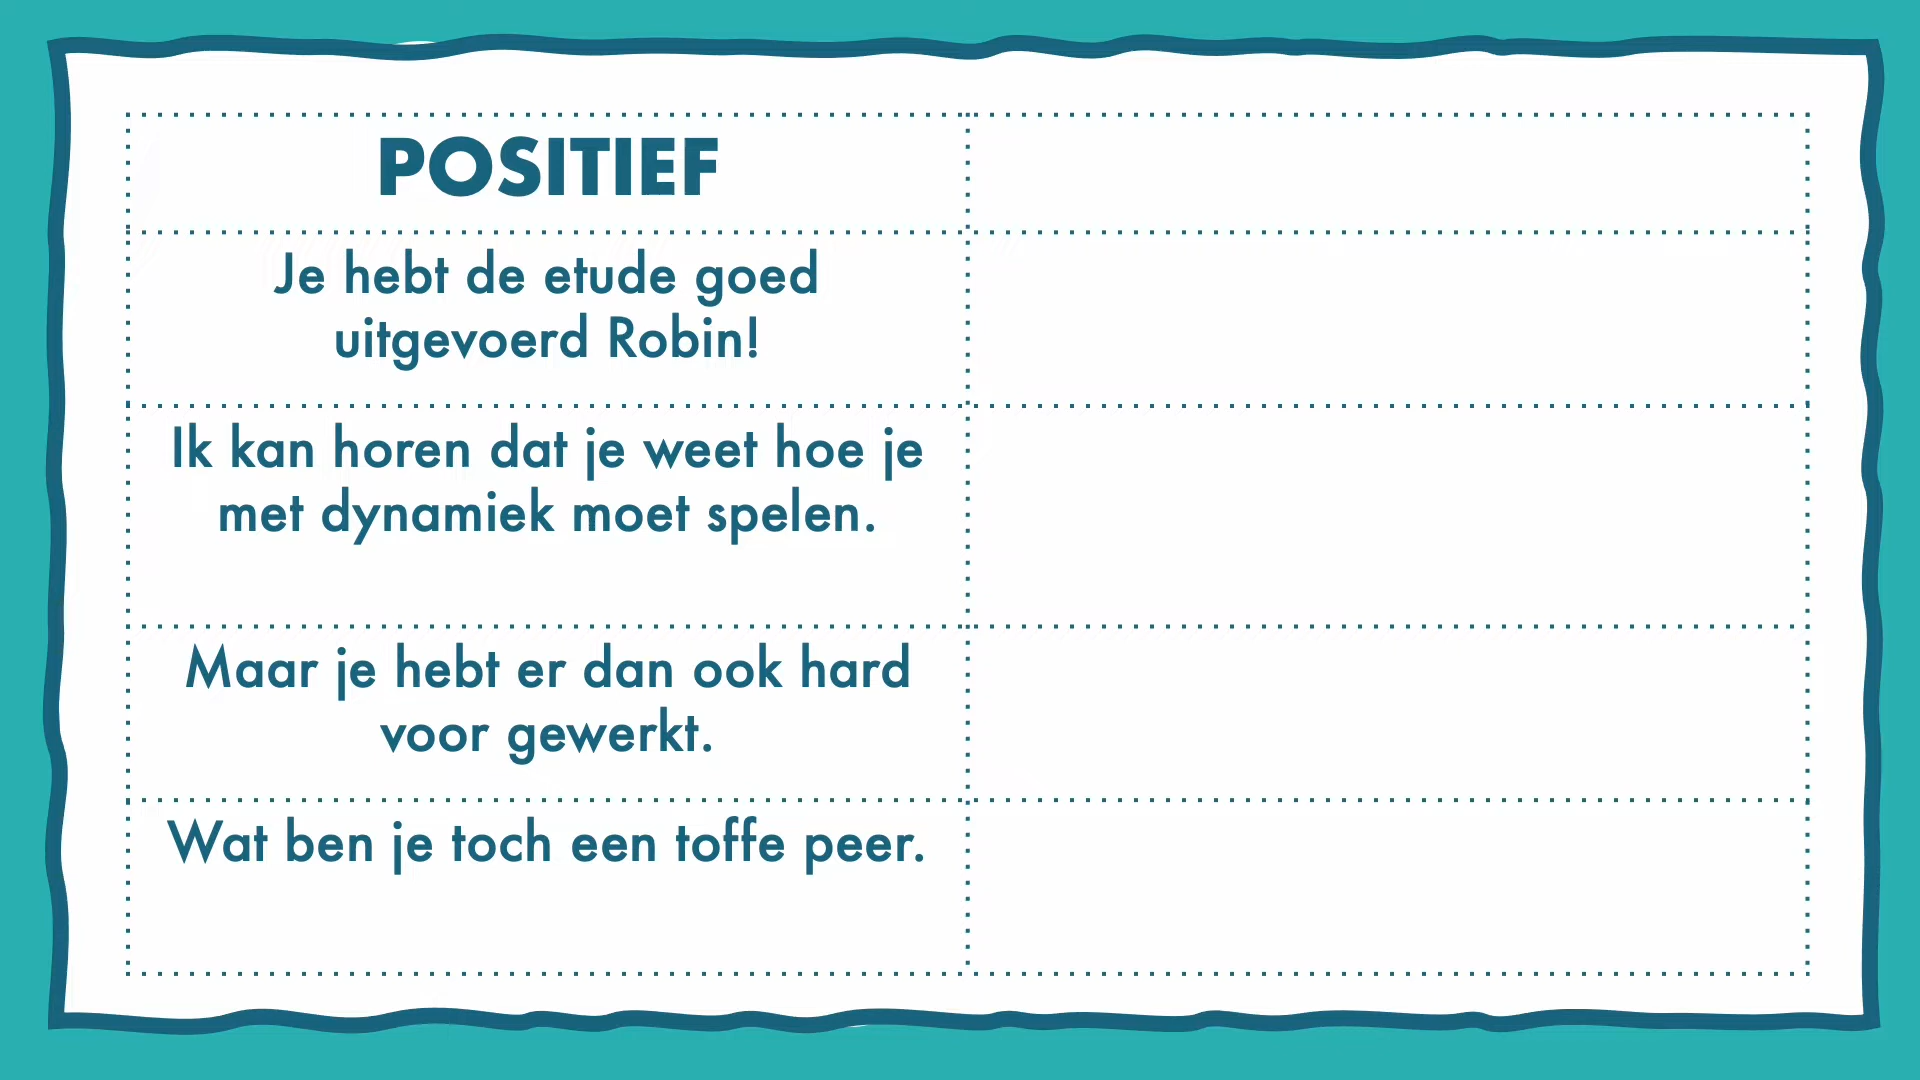 POSITIEF
Je hebt de etude goed
uitgevoerd Robin!
Ik kan horen dat je weet hoe je
met dynamiek moet spelen.
Maar je hebt er dan ook hard
voor gewerkt.
Wat ben je toch een toffe peer.